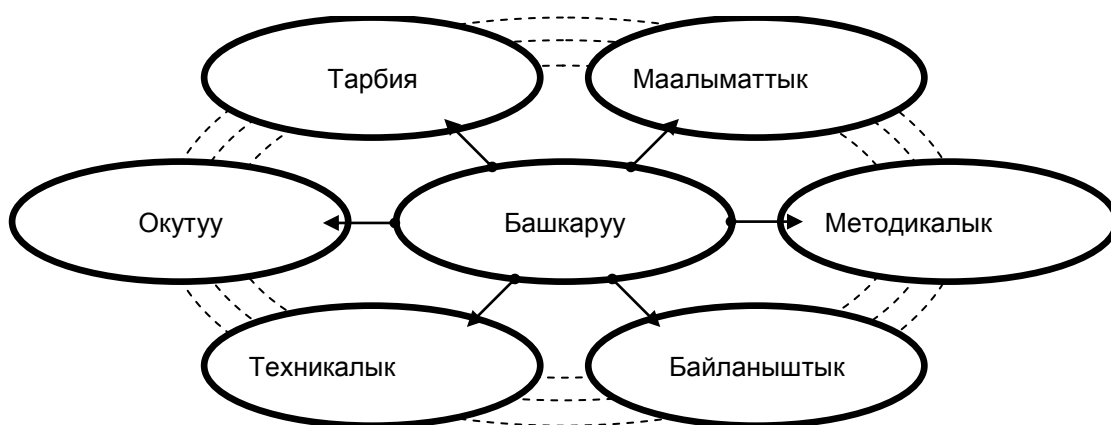 Тарбия
Маалыматтык
Окутуу
Башкаруу
Методикалык
Техникалык
Байланыштык